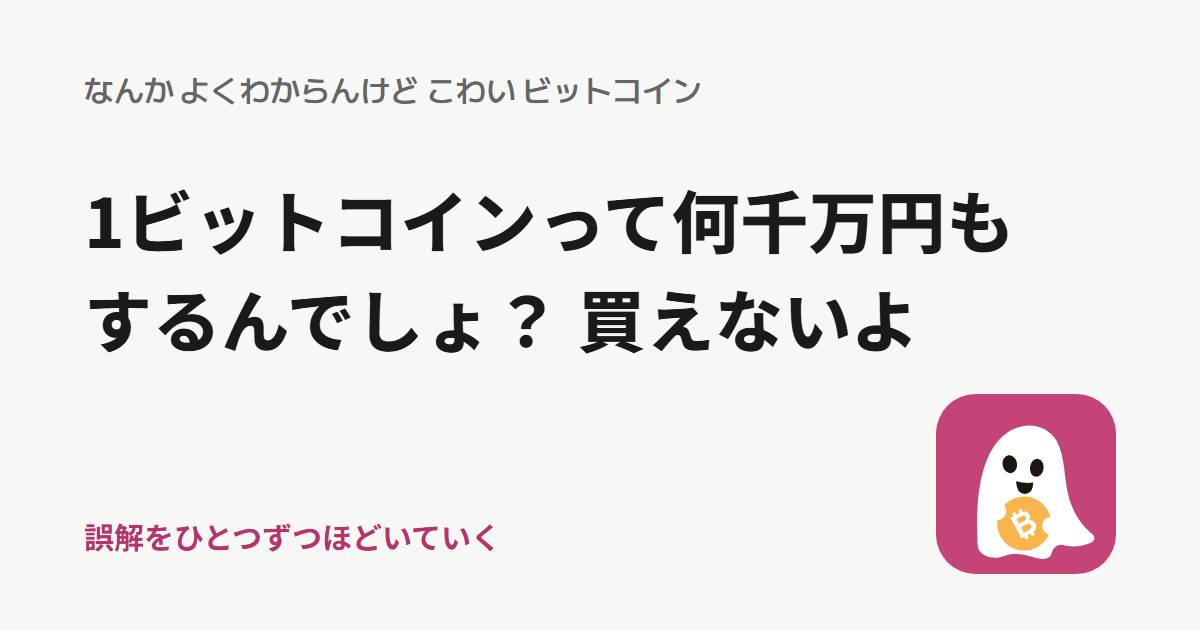 なんか よくわからんけど こわい ビットコイン
1ビットコインって何千万円も
するんでしょ？ 買えないよ
誤解をひとつずつほどいていく